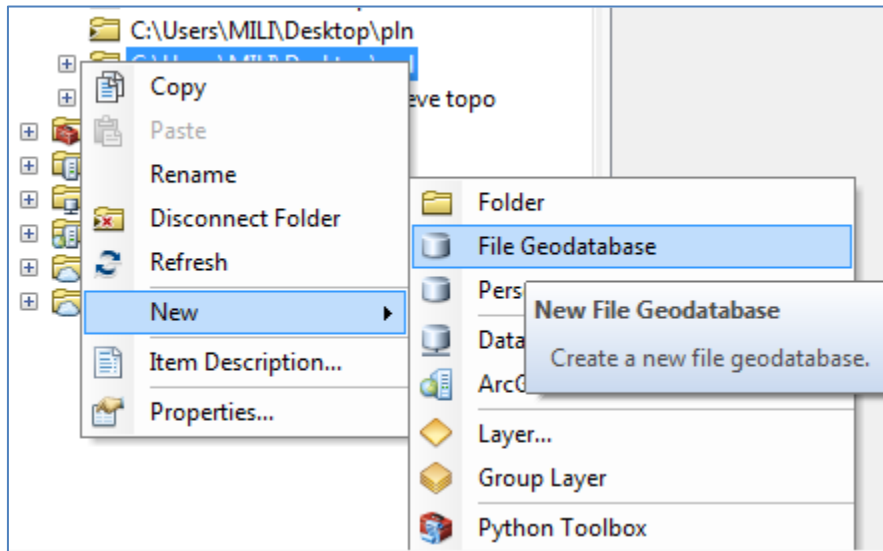 C:\Users\MILI\Desktop\pln
Copy
eve topo
Paste
Rename
Disconnect Folder
Folder
File Geodatabase
Refresh
New
New File Geodatabase
Create a new file geodatabase.
Item Description...
Properties...
Layer...
Group Layer
Python Toolbox